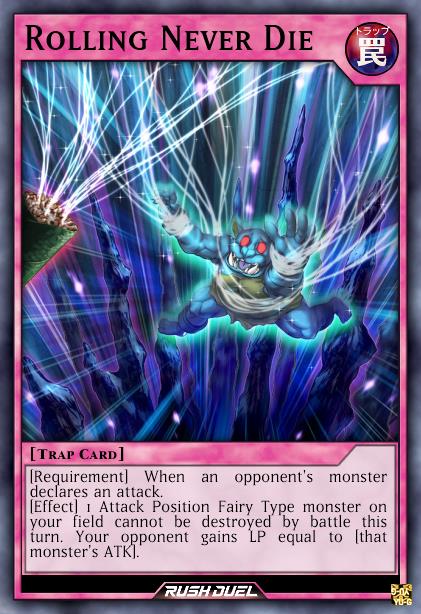 Rolling Never Die
トラップ
罠
[Trap Card]
[Requirement] When an opponent's monster
declares an attack.
[Effect] 1 Attack Position Fairy Type monster on
your field cannot be destroyed by battle this
turn. Your opponent gains LP equal to [that
monster's ATK].
RUSH DUEL